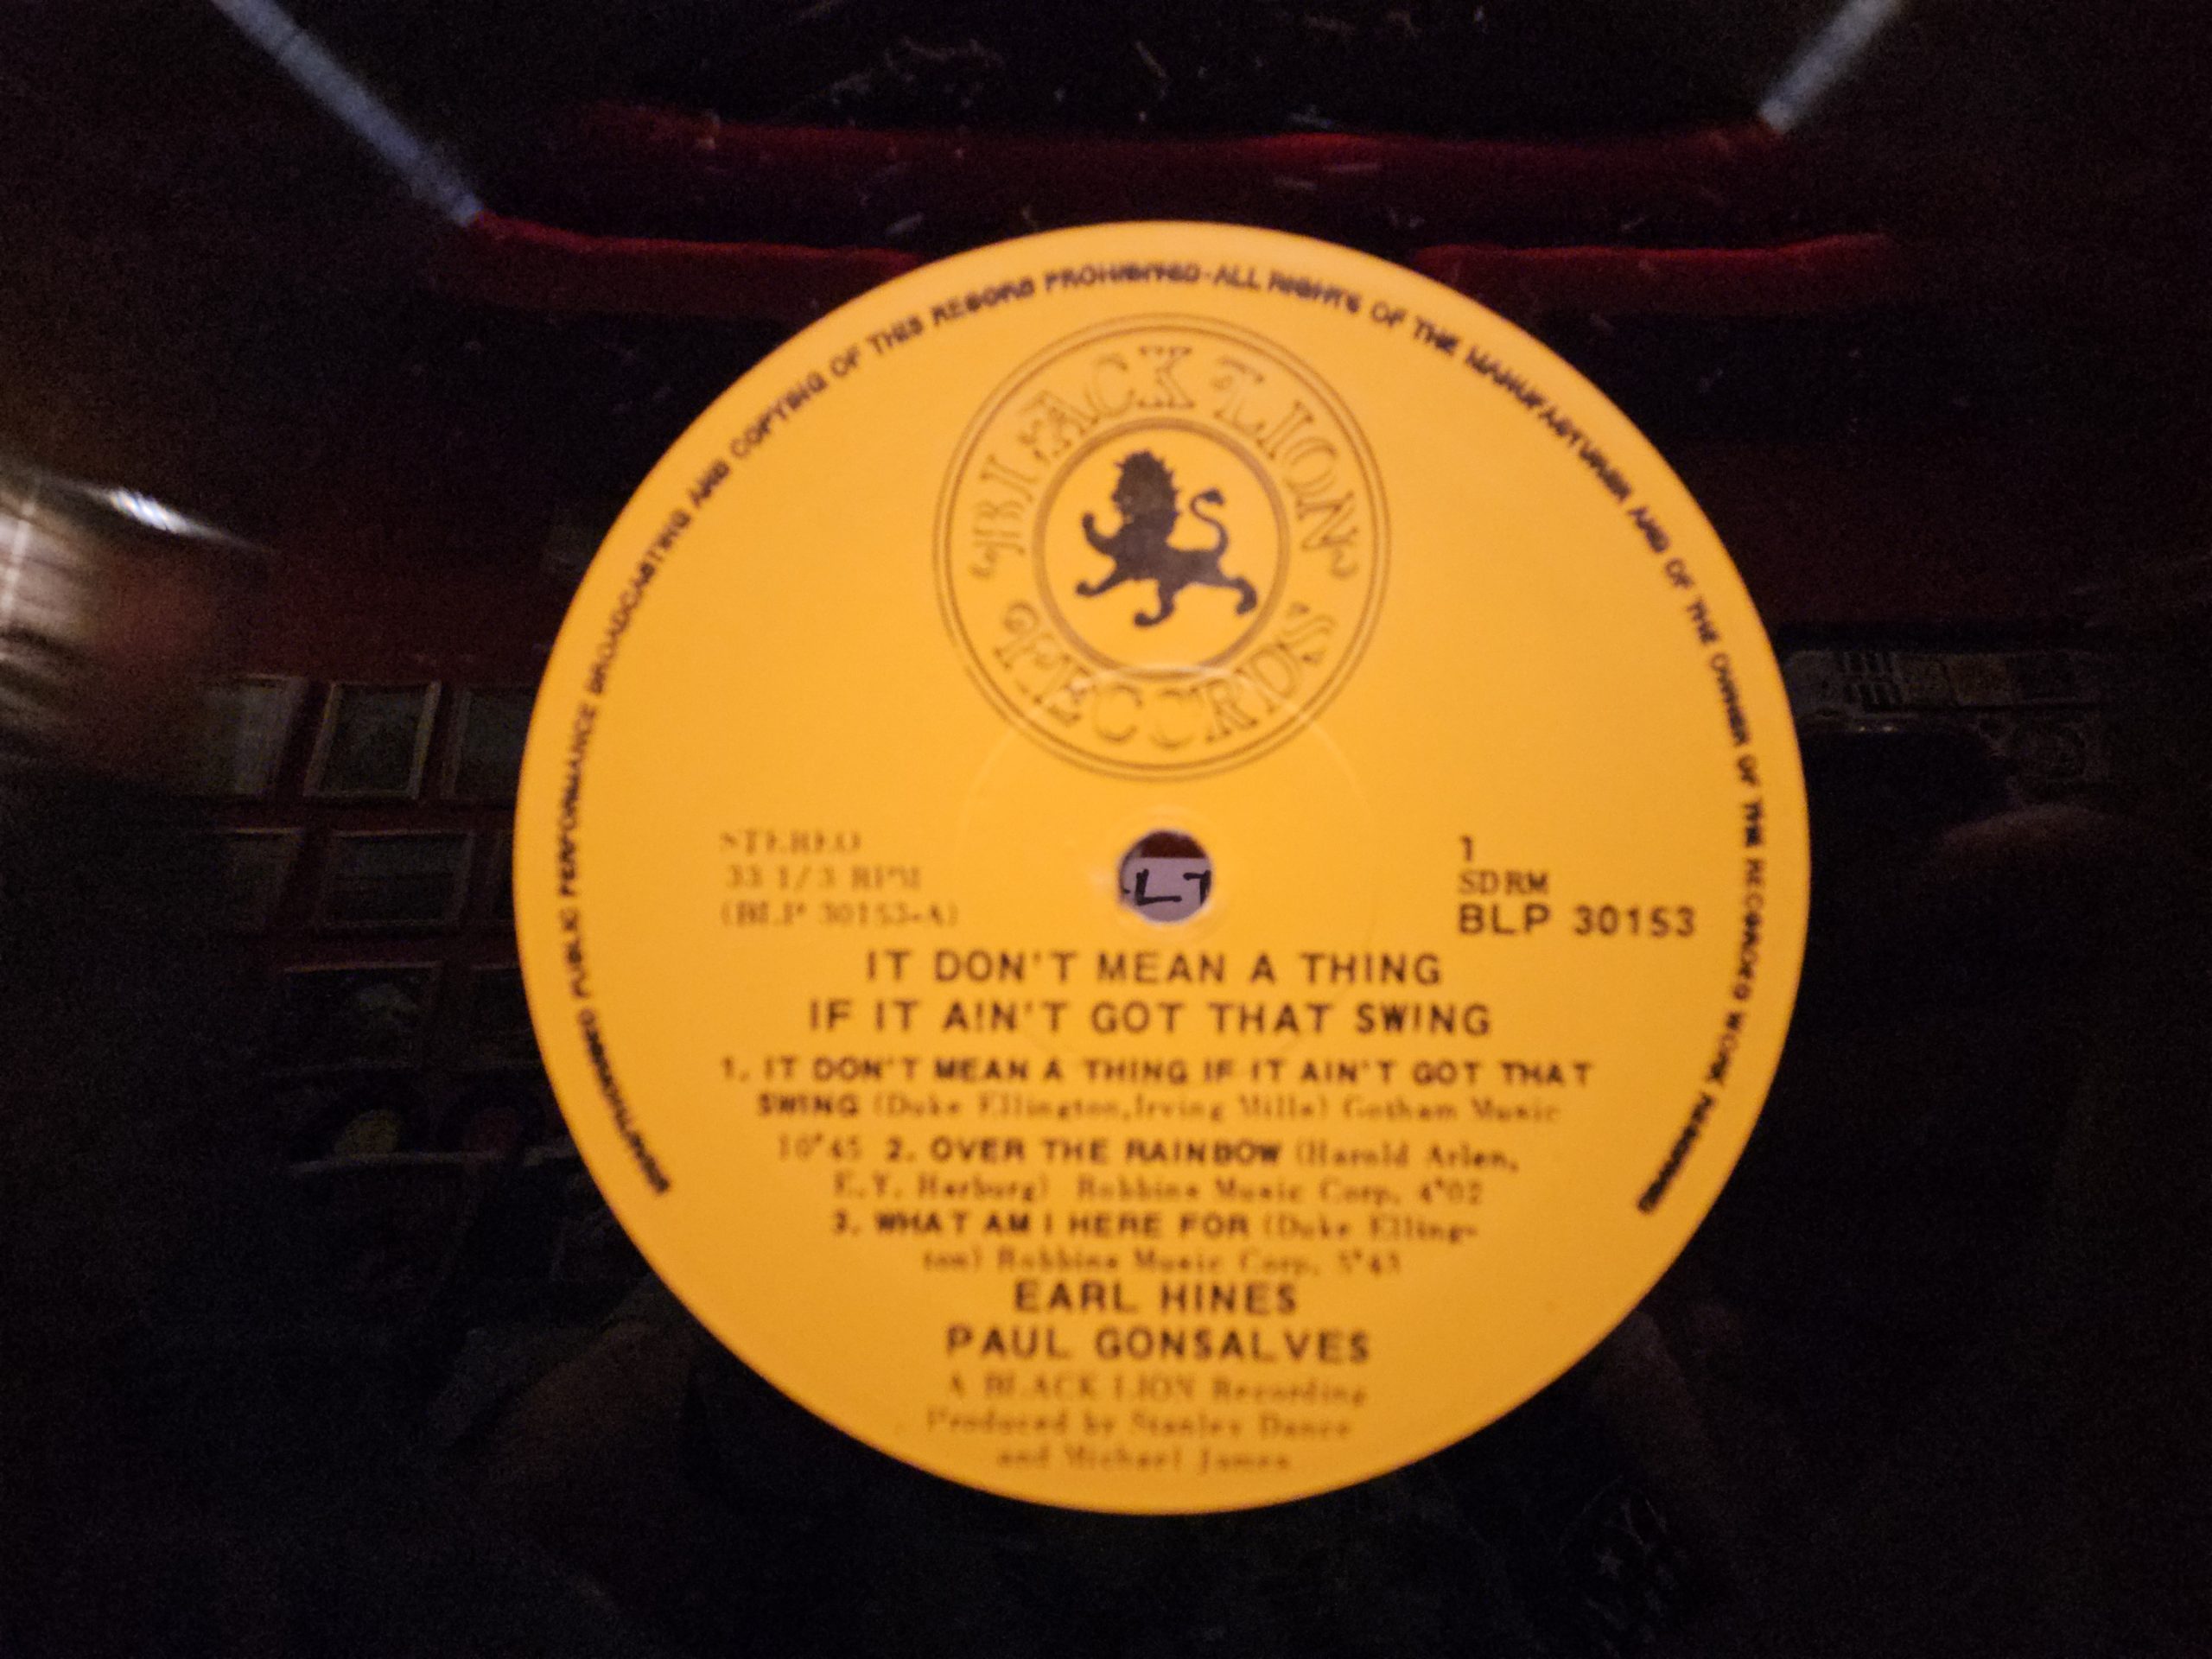 UNAUTHORISED PUBLIC PERFORMANCE BROADCASTING AND COPYING OF THIS RECORD PROHIBITED-ALL RIGHTS OF THE MANUFACTURER AND OF THE OWNER OF THE RECORDED WORK RESERVED
BLACK LION
RECORDS
STEREO
33 1/3 RPM
(BLP 30153-A)
1
SDRM
BLP 30153
IT DON'T MEAN A THING
IF IT AIN'T GOT THAT SWING
1. IT DON'T MEAN A THING IF IT AIN'T GOT THAT
SWING (Duke Ellington,Irving Mills) Gotham Music
10'45 2. OVER THE RAINBOW (Harold Arlen,
E.Y. Harburg) Robbins Music Corp. 4'02
3. WHAT AM I HERE FOR (Duke Elling-
ton) Robbins Music Corp. 5'43
EARL HINES
PAUL GONSALVES
A BLACK LION Recording
Produced by Stanley Dance
and Michael James